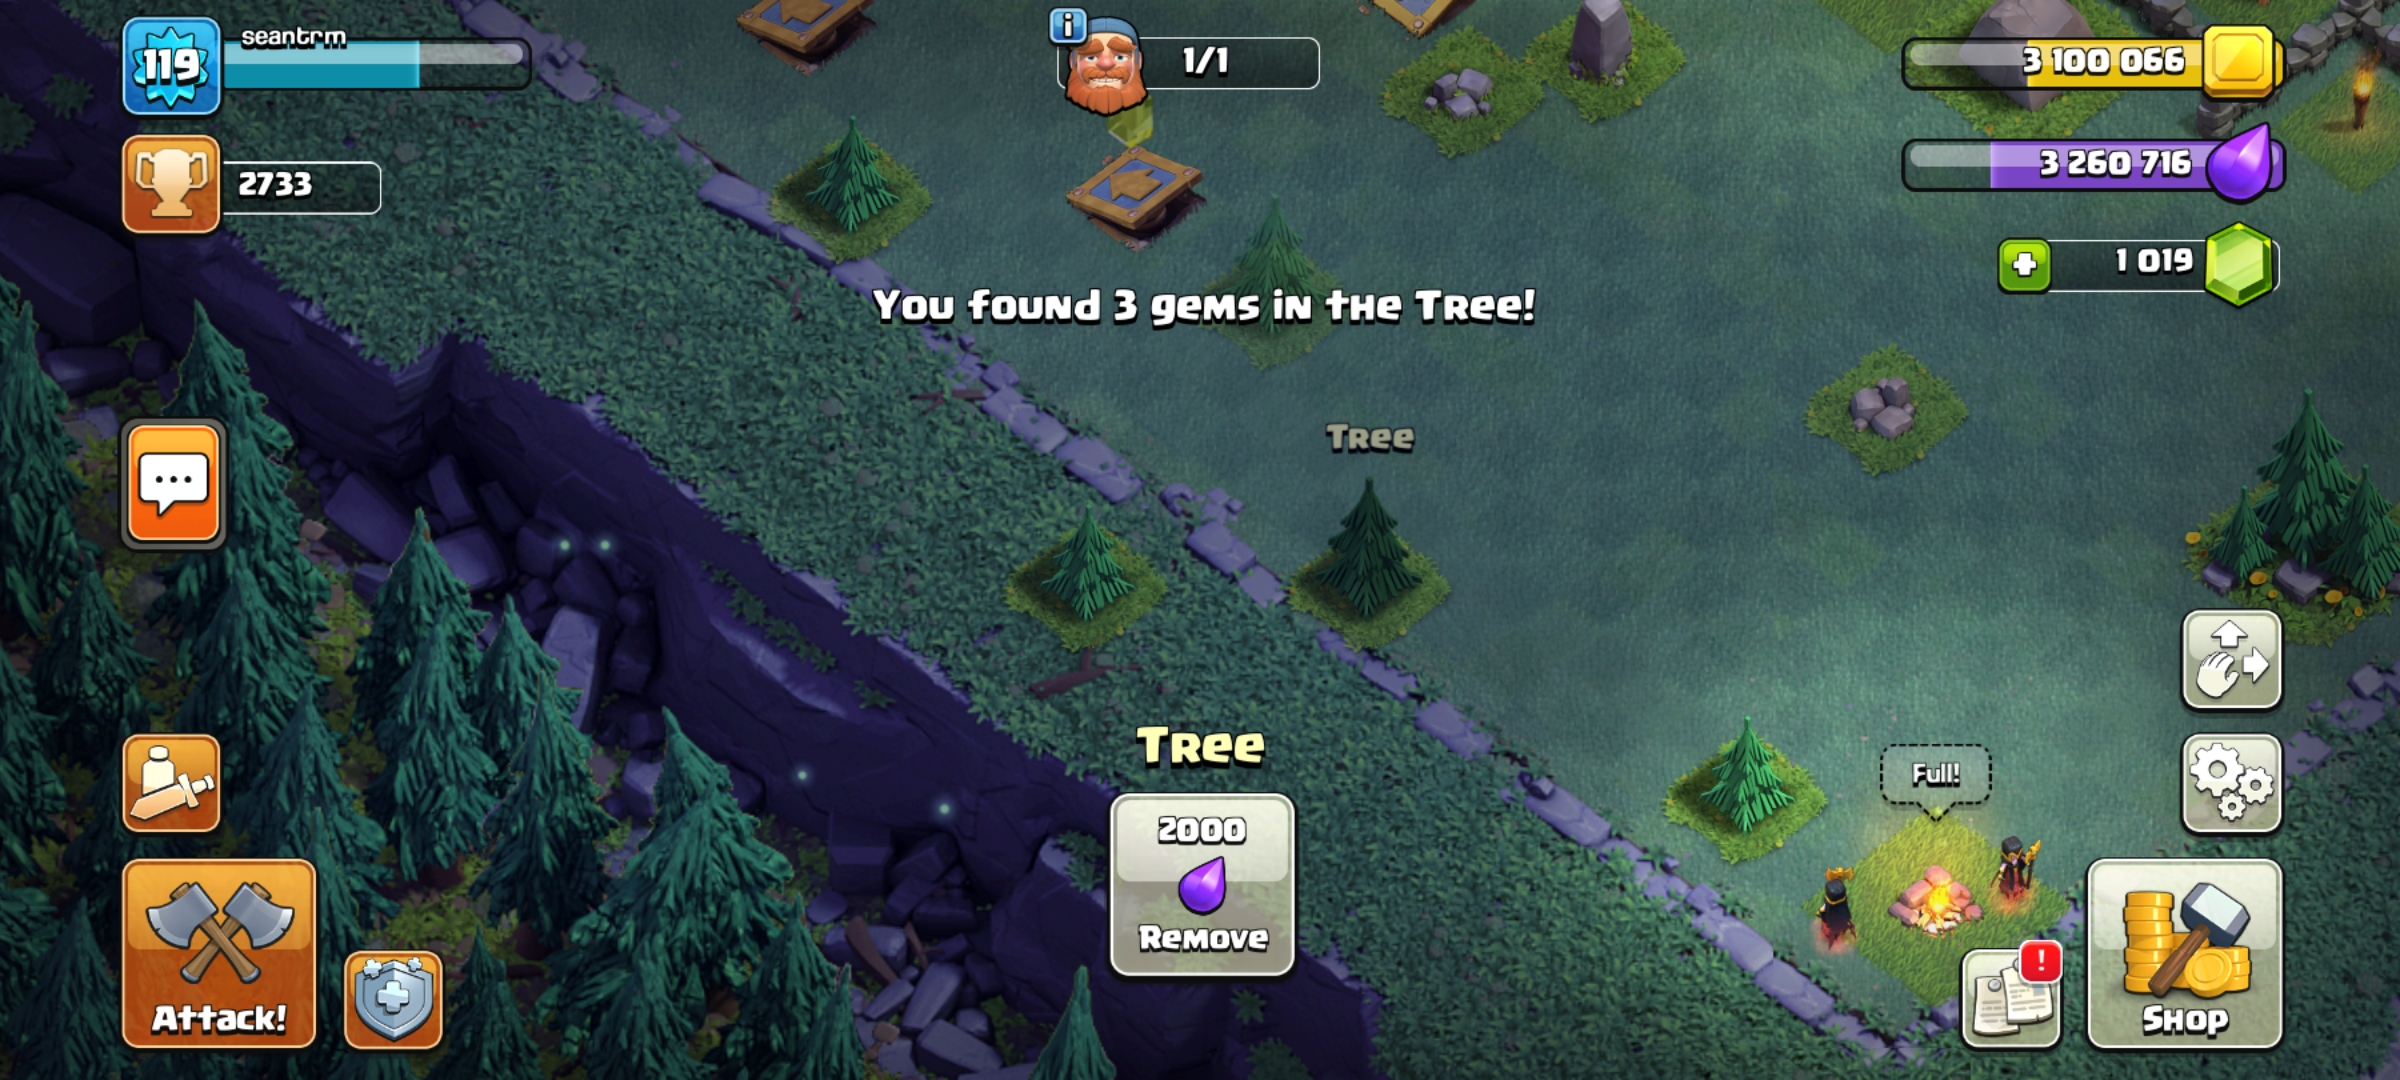 119
seantrm
i
1/1
3 100 066
2733
3 260 716
1 019
You found 3 gems in the Tree!
Tree
Tree
Full!
2000
Remove
!
Attack!
Shop